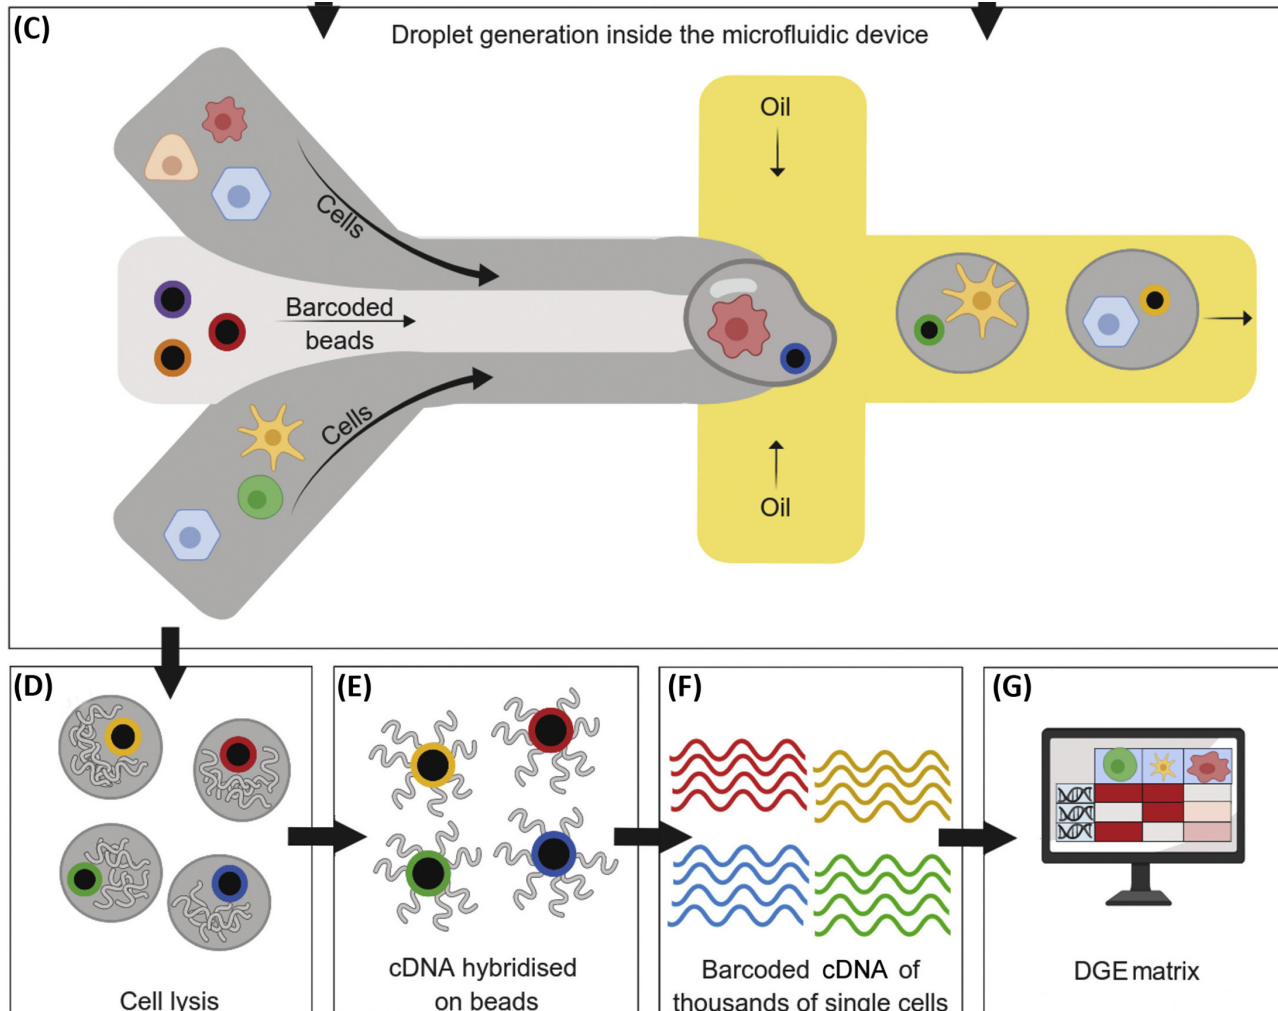 (C)
Droplet generation inside the microfluidic device
Oil
Cells
Barcoded
beads
Cells
Oil
(D)
(E)
(F)
(G)
Cell lysis
cDNA hybridised
on beads
Barcoded cDNA of
thousands of single cells
DGE matrix